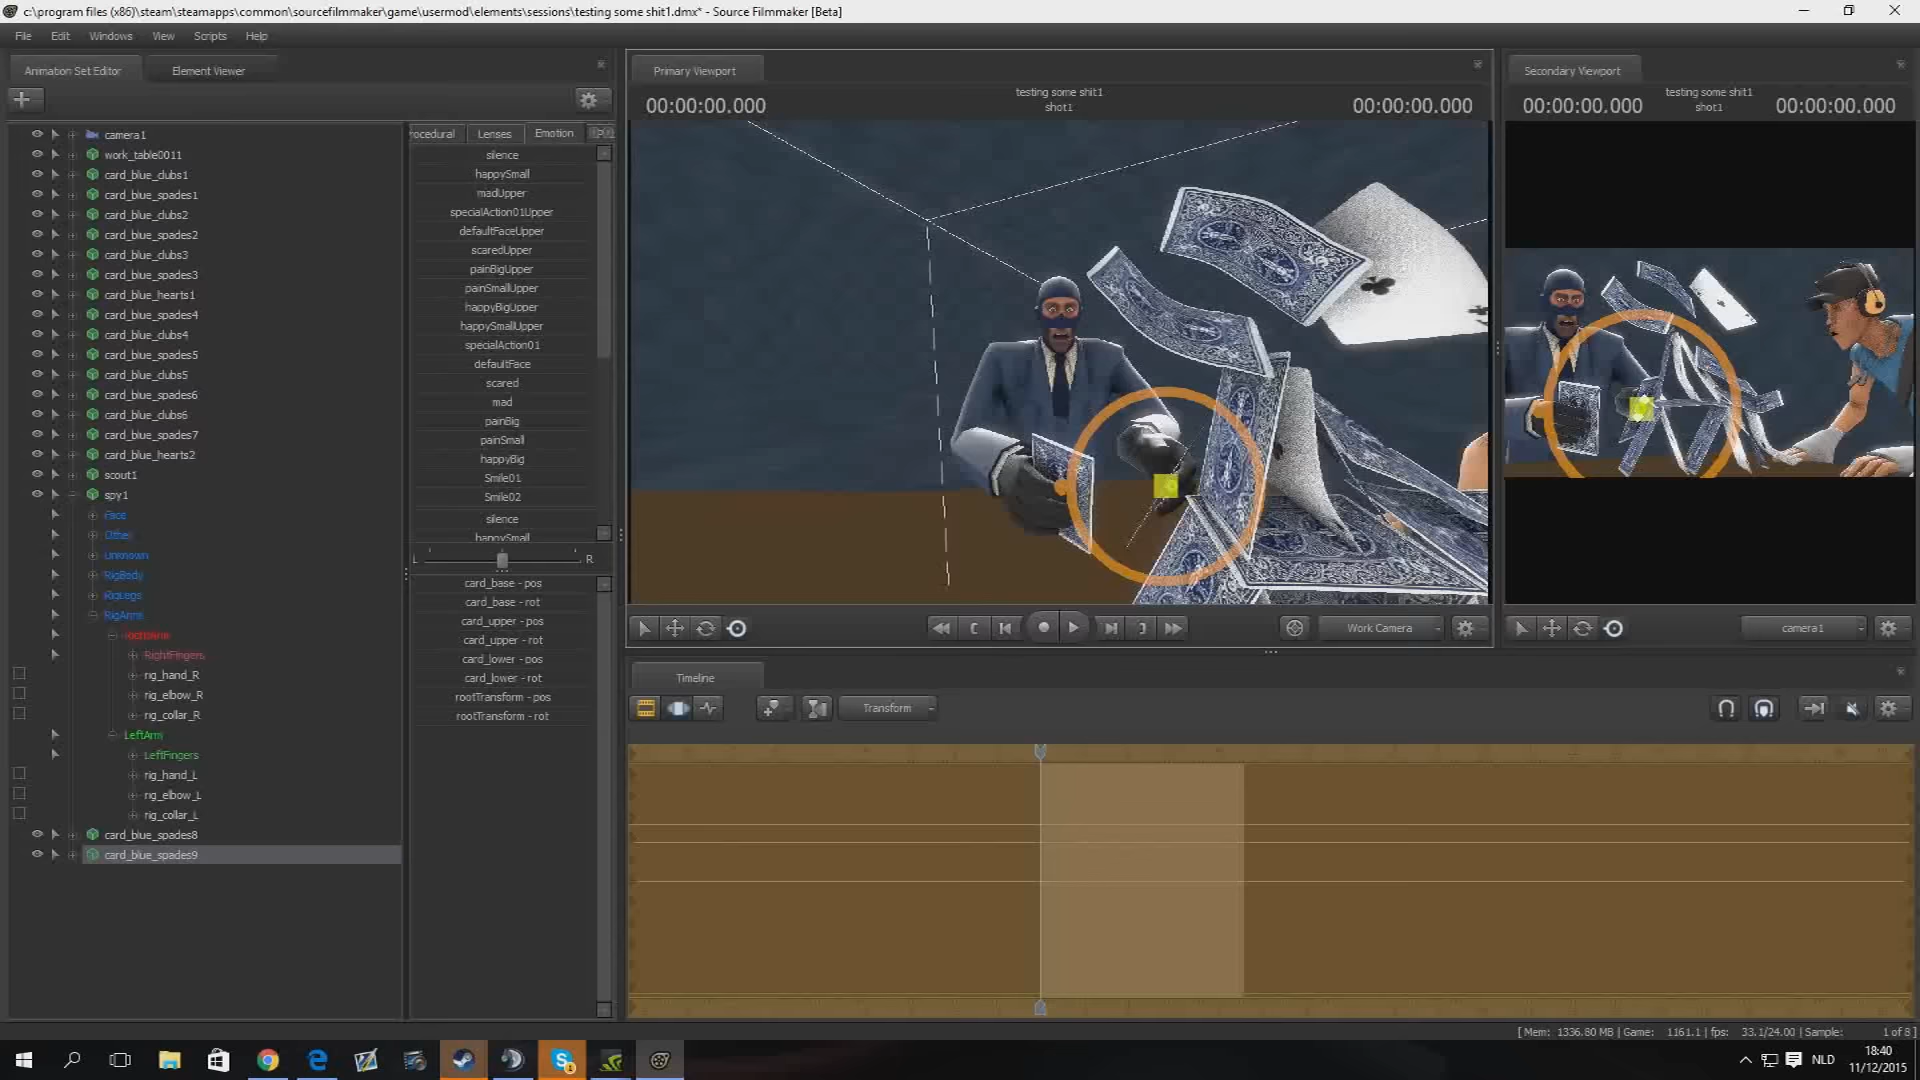 c:\program files (x86)\steam\steamapps\common\sourcefilmmaker\game\usermod\elements\sessions\testing some shit1.dmx* - Source Filmmaker [Beta]
File Edit Windows View Scripts Help
Animation Set Editor Element Viewer
camera1
work_table0011
card_blue_clubs1
card_blue_spades1
card_blue_clubs2
card_blue_spades2
card_blue_clubs3
card_blue_spades3
card_blue_hearts1
card_blue_spades4
card_blue_clubs4
card_blue_spades5
card_blue_clubs5
card_blue_spades6
card_blue_clubs6
card_blue_spades7
card_blue_hearts2
scout1
spy1
Face
Other
Unknown
RigBody
RigLegs
RigArms
RightArm
RightFingers
rig_hand_R
rig_elbow_R
rig_collar_R
LeftArm
LeftFingers
rig_hand_L
rig_elbow_L
rig_collar_L
card_blue_spades8
card_blue_spades9
rocedural Lenses Emotion
silence
happySmall
madUpper
specialAction01Upper
defaultFaceUpper
scaredUpper
painBigUpper
painSmallUpper
happyBigUpper
happySmallUpper
specialAction01
defaultFace
scared
mad
painBig
painSmall
happyBig
Smile01
Smile02
silence
happySmall
L R
card_base - pos
card_base - rot
card_upper - pos
card_upper - rot
card_lower - pos
card_lower - rot
rootTransform - pos
rootTransform - rot
Primary Viewport
00:00:00.000
testing some shit1
shot1
00:00:00.000
Work Camera
Secondary Viewport
00:00:00.000
testing some shit1
shot1
00:00:00.000
camera1
Timeline
Transform
[ Mem: 1336.80 MB | Game: 1161.1 | fps: 33.1/24.00 | Sample: 1 of 8 ]
NLD
18:40
11/12/2015